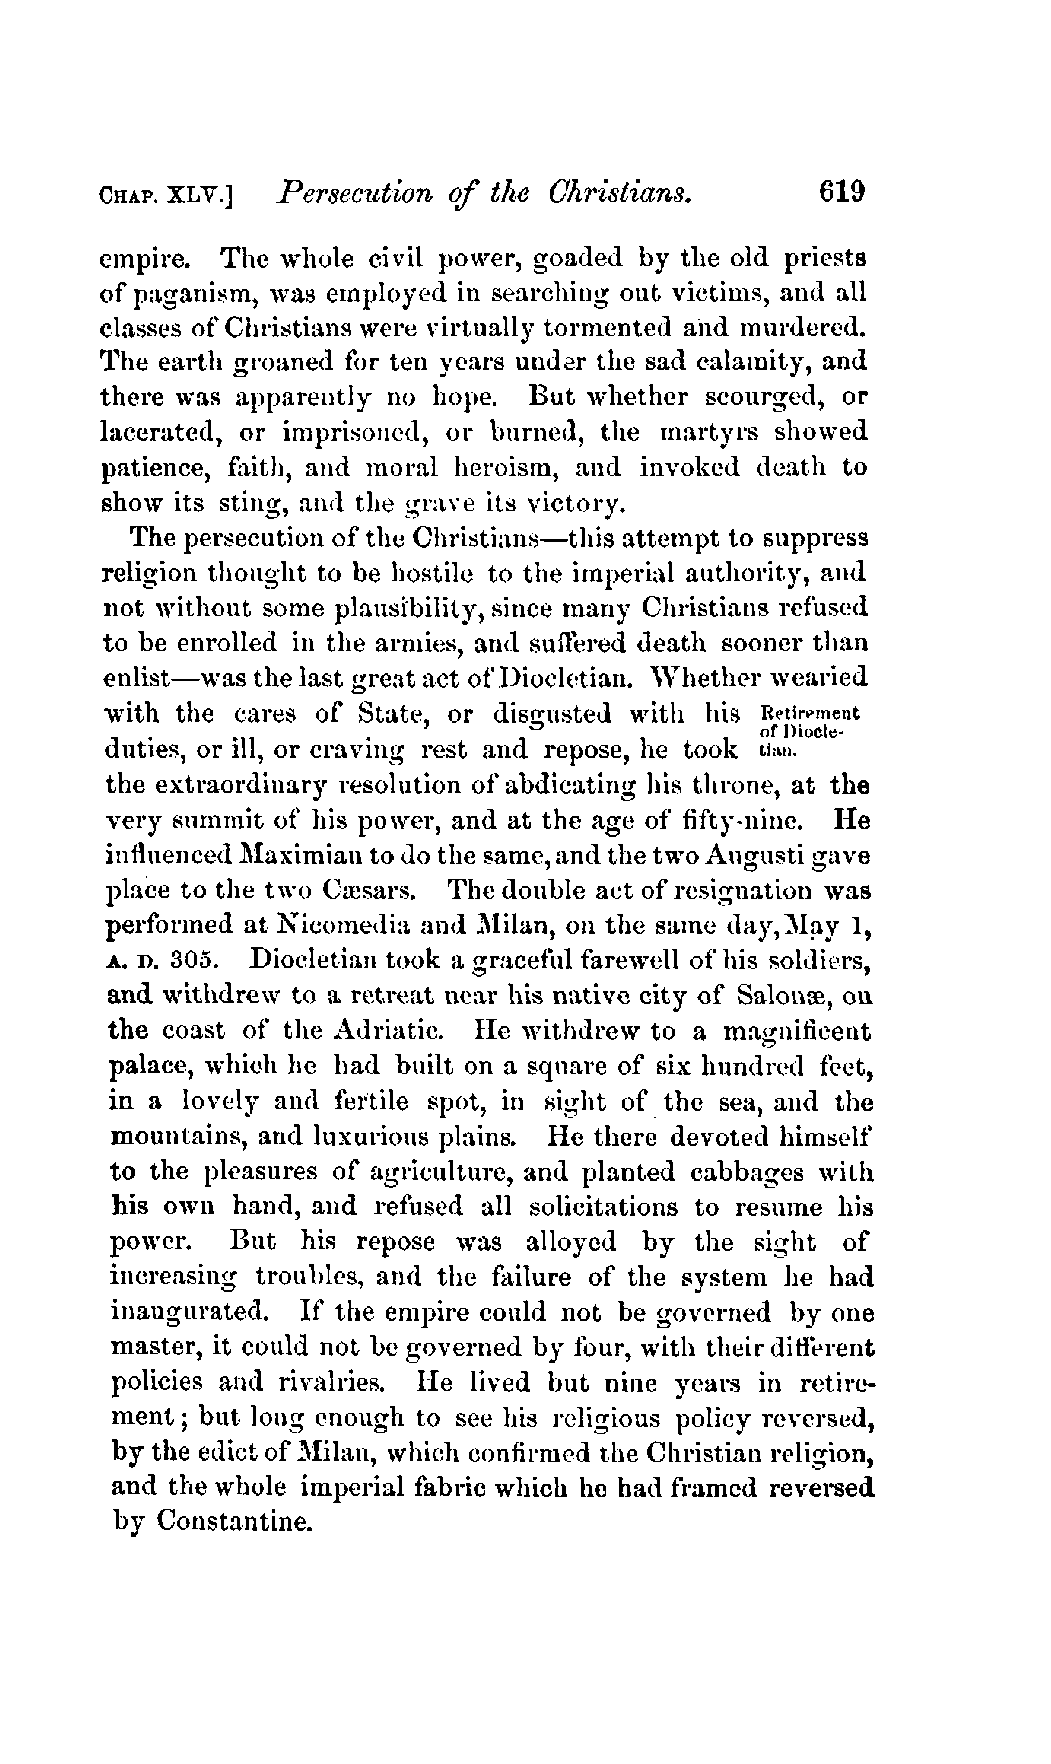 CHAP. XLV.] Persecution of the Christians. 619
empire. The whole civil power, goaded by the old priests
of paganism, was employed in searching out victims, and all
classes of Christians were virtually tormented and murdered.
The earth groaned for ten years under the sad calamity, and
there was apparently no hope. But whether scourged, or
lacerated, or imprisoned, or burned, the martyrs showed
patience, faith, and moral heroism, and invoked death to
show its sting, and the grave its victory.
The persecution of the Christians—this attempt to suppress
religion thought to be hostile to the imperial authority, and
not without some plausibility, since many Christians refused
to be enrolled in the armies, and suffered death sooner than
enlist—was the last great act of Diocletian. Whether wearied
with the cares of State, or disgusted with his
Retirement
of Diocle-
tian.
duties, or ill, or craving rest and repose, he took
the extraordinary resolution of abdicating his throne, at the
very summit of his power, and at the age of fifty-nine. He
influenced Maximian to do the same, and the two Augusti gave
place to the two Cæsars. The double act of resignation was
performed at Nicomedia and Milan, on the same day, May 1,
A. D. 305. Diocletian took a graceful farewell of his soldiers,
and withdrew to a retreat near his native city of Salonæ, on
the coast of the Adriatic. He withdrew to a magnificent
palace, which he had built on a square of six hundred feet,
in a lovely and fertile spot, in sight of the sea, and the
mountains, and luxurious plains. He there devoted himself
to the pleasures of agriculture, and planted cabbages with
his own hand, and refused all solicitations to resume his
power. But his repose was alloyed by the sight of
increasing troubles, and the failure of the system he had
inaugurated. If the empire could not be governed by one
master, it could not be governed by four, with their different
policies and rivalries. He lived but nine years in retire-
ment; but long enough to see his religious policy reversed,
by the edict of Milan, which confirmed the Christian religion,
and the whole imperial fabric which he had framed reversed
by Constantine.